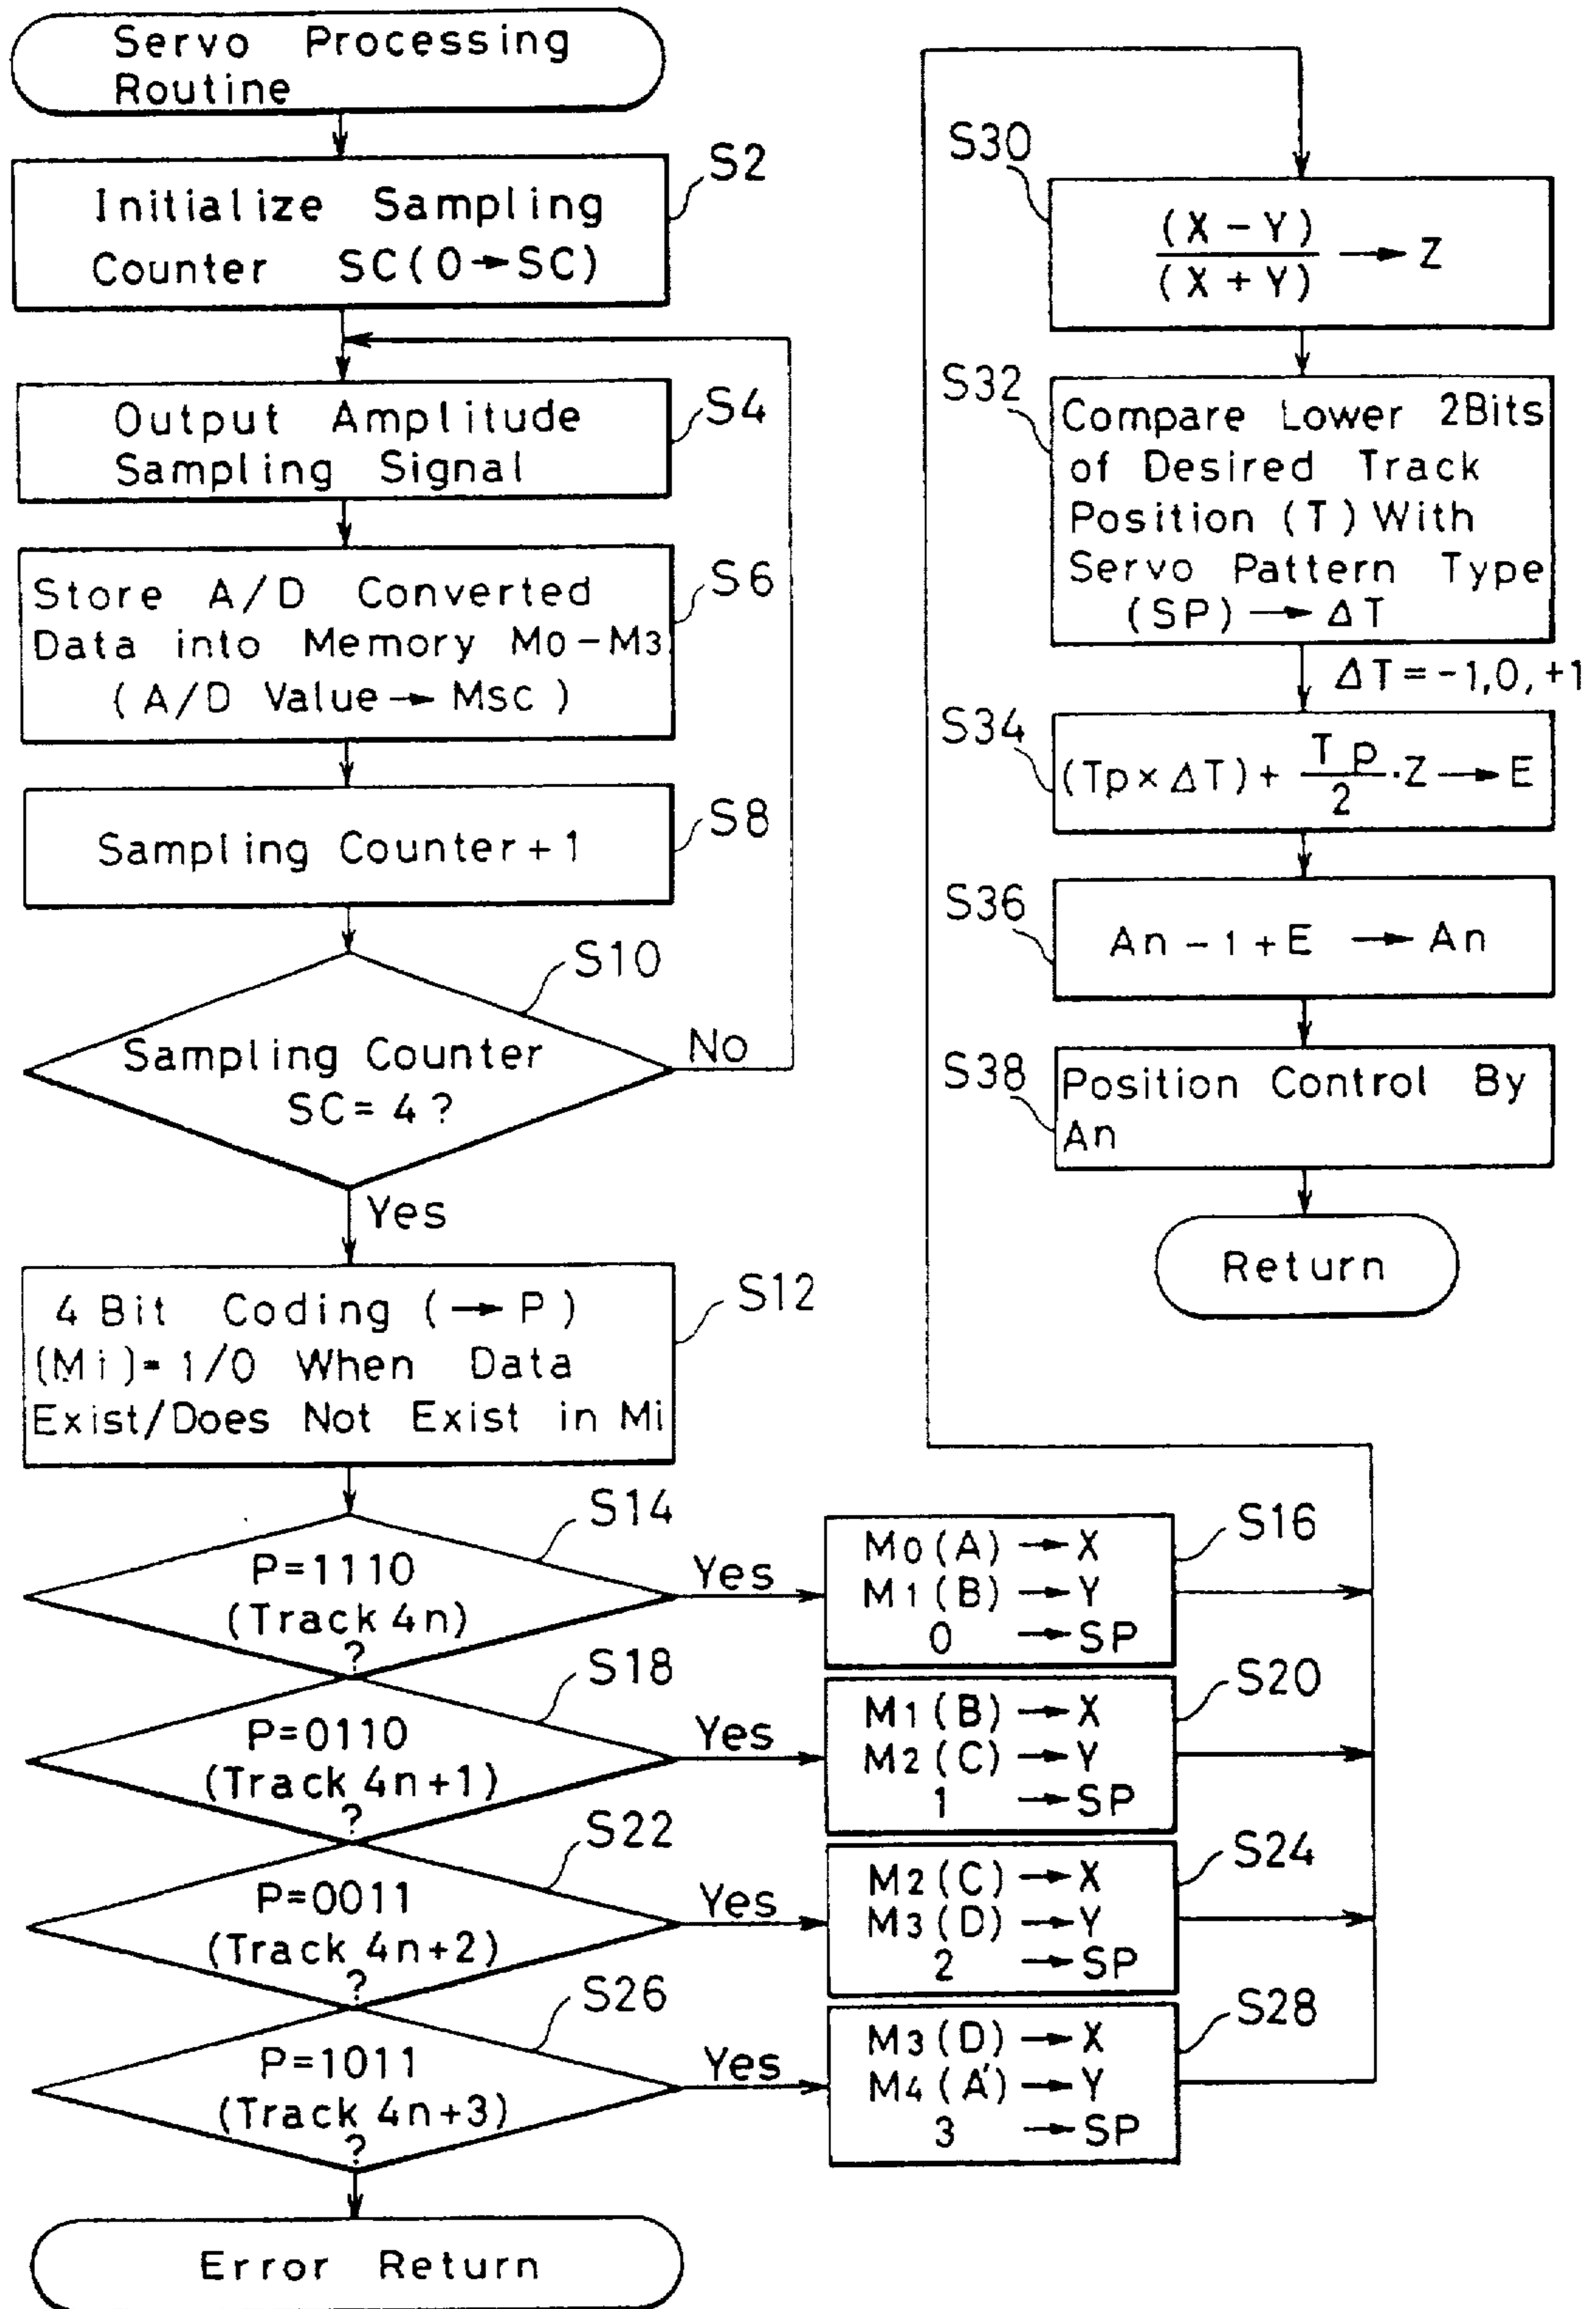 Servo Processing
Routine
S2
Initialize Sampling
Counter SC(0→SC)
S4
Output Amplitude
Sampling Signal
S6
Store A/D Converted
Data into Memory M0-M3
(A/D Value→MSC)
S8
Sampling Counter+1
S10
Sampling Counter
SC=4?
No
Yes
S12
4 Bit Coding (→P)
(Mi)=1/0 When Data
Exist/Does Not Exist in Mi
S14
P=1110
(Track 4n)
?
Yes
S16
M0(A)→X
M1(B)→Y
0 →SP
S18
P=0110
(Track 4n+1)
?
Yes
S20
M1(B)→X
M2(C)→Y
1 →SP
S22
P=0011
(Track 4n+2)
?
Yes
S24
M2(C)→X
M3(D)→Y
2 →SP
S26
P=1011
(Track 4n+3)
?
Yes
S28
M3(D)→X
M4(A')→Y
3 →SP
Error Return
S30
(X-Y)
(X+Y) →Z
S32
Compare Lower 2Bits
of Desired Track
Position (T) With
Servo Pattern Type
(SP)→ΔT
ΔT=-1,0,+1
S34
(Tp×ΔT)+ Tp/2 ·Z→E
S36
An-1+E →An
S38
Position Control By
An
Return